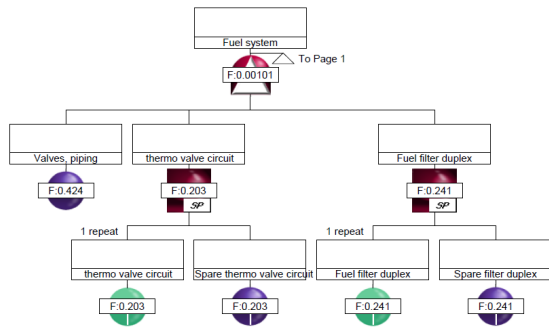 Fuel system
To Page 1
F:0.00101
Valves, piping
thermo valve circuit
Fuel filter duplex
F:0.424
F:0.203
F:0.241
SP
SP
1 repeat
1 repeat
thermo valve circuit
Spare thermo valve circuit
Fuel filter duplex
Spare filter duplex
F:0.203
F:0.203
F:0.241
F:0.241